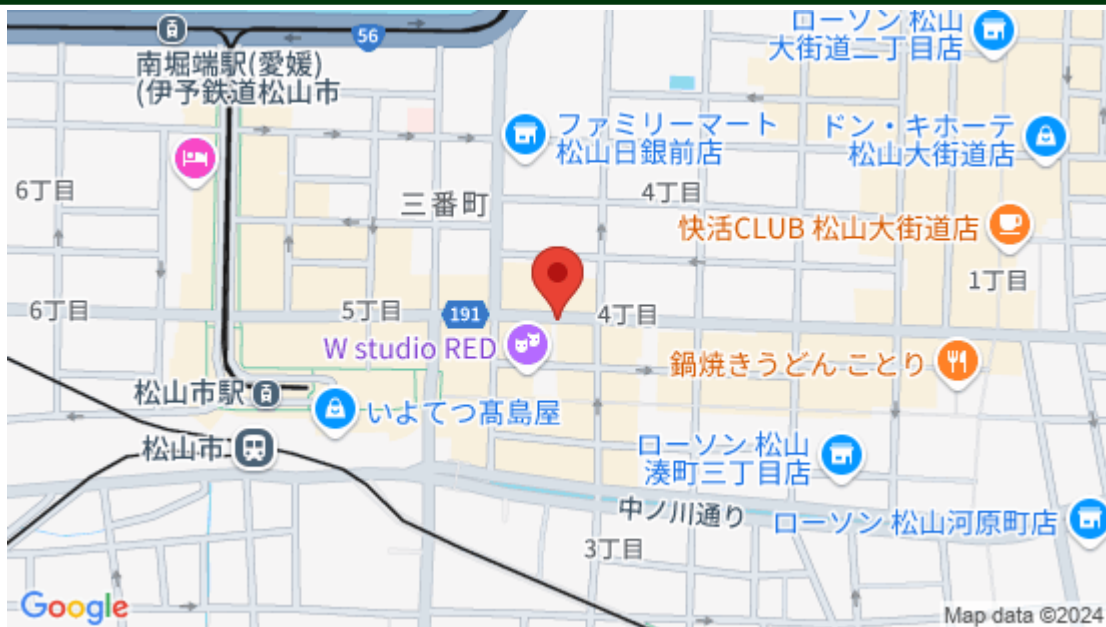 ローソン 松山
大街道二丁目店
56
南堀端駅(愛媛)
(伊予鉄道松山市
ファミリーマート
松山日銀前店
ドン・キホーテ
松山大街道店
6丁目
三番町
4丁目
快活CLUB 松山大街道店
1丁目
6丁目
5丁目
191
4丁目
W studio RED
鍋焼きうどん ことり
松山市駅
いよてつ髙島屋
松山市
ローソン 松山
湊町三丁目店
中ノ川通り
ローソン 松山河原町店
3丁目
Google
Map data ©2024